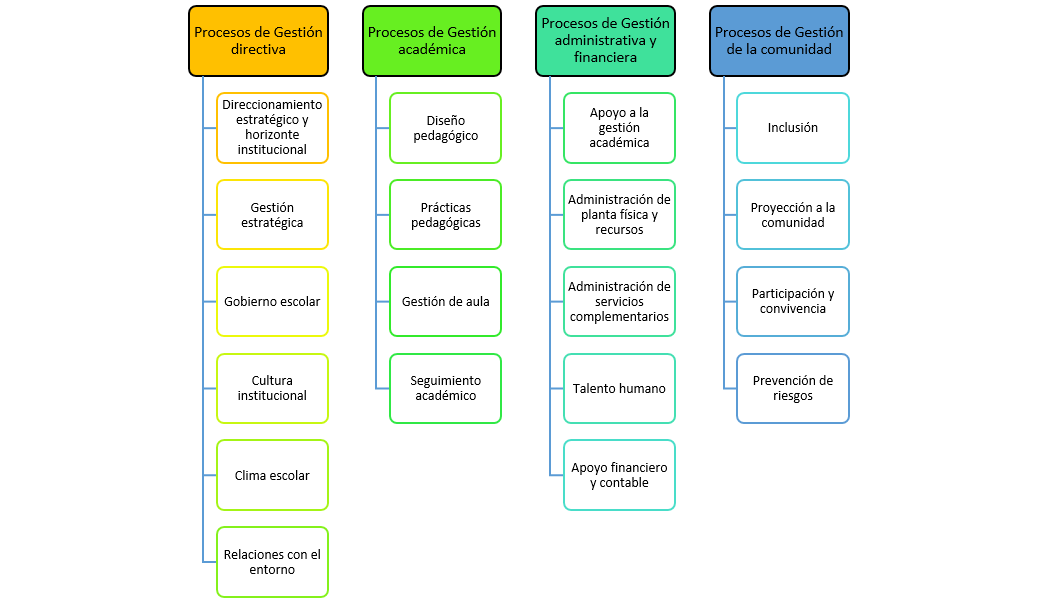 Procesos de Gestión
directiva
Direccionamiento
estratégico y
horizonte
institucional
Gestión
estratégica
Gobierno escolar
Cultura
institucional
Clima escolar
Relaciones con el
entorno
Procesos de Gestión
académica
Diseño
pedagógico
Prácticas
pedagógicas
Gestión de aula
Seguimiento
académico
Procesos de Gestión
administrativa y
financiera
Apoyo a la
gestión
académica
Administración de
planta física y
recursos
Administración de
servicios
complementarios
Talento humano
Apoyo financiero
y contable
Procesos de Gestión
de la comunidad
Inclusión
Proyección a la
comunidad
Participación y
convivencia
Prevención de
riesgos